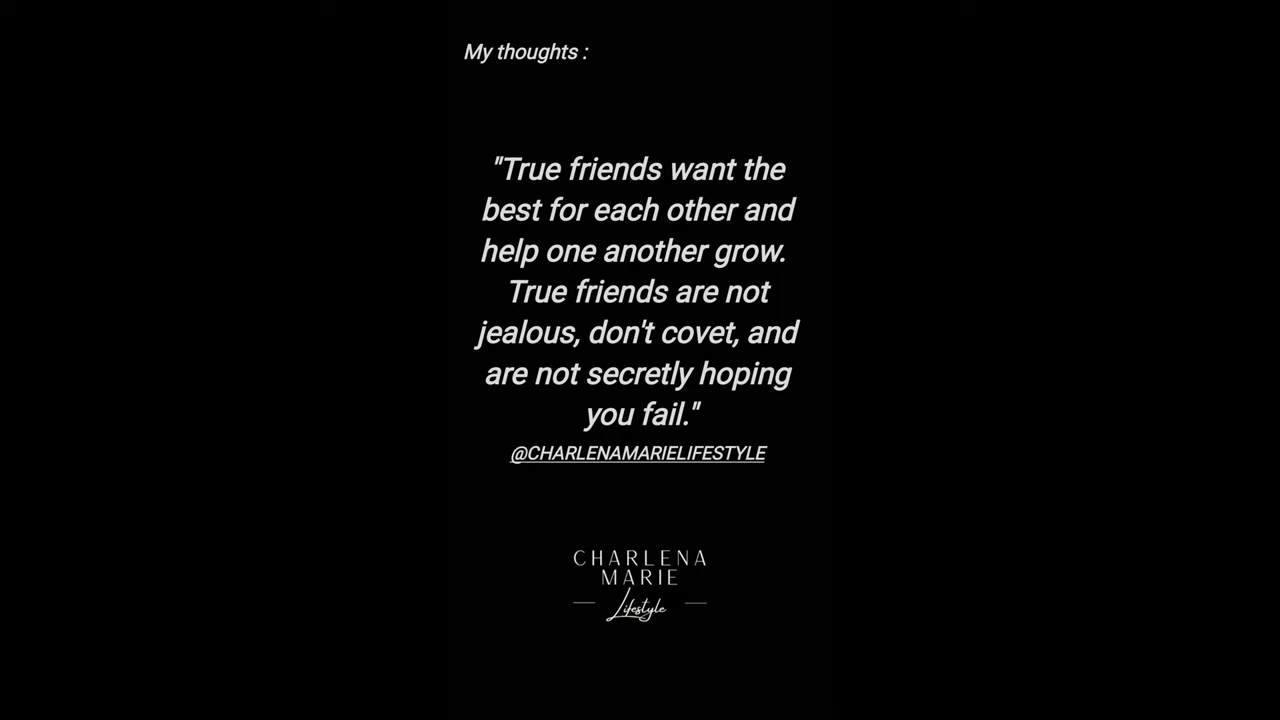 My thoughts :
"True friends want the
best for each other and
help one another grow.
True friends are not
jealous, don't covet, and
are not secretly hoping
you fail."
@CHARLENAMARIELIFESTYLE
CHARLENA
MARIE
Lifestyle